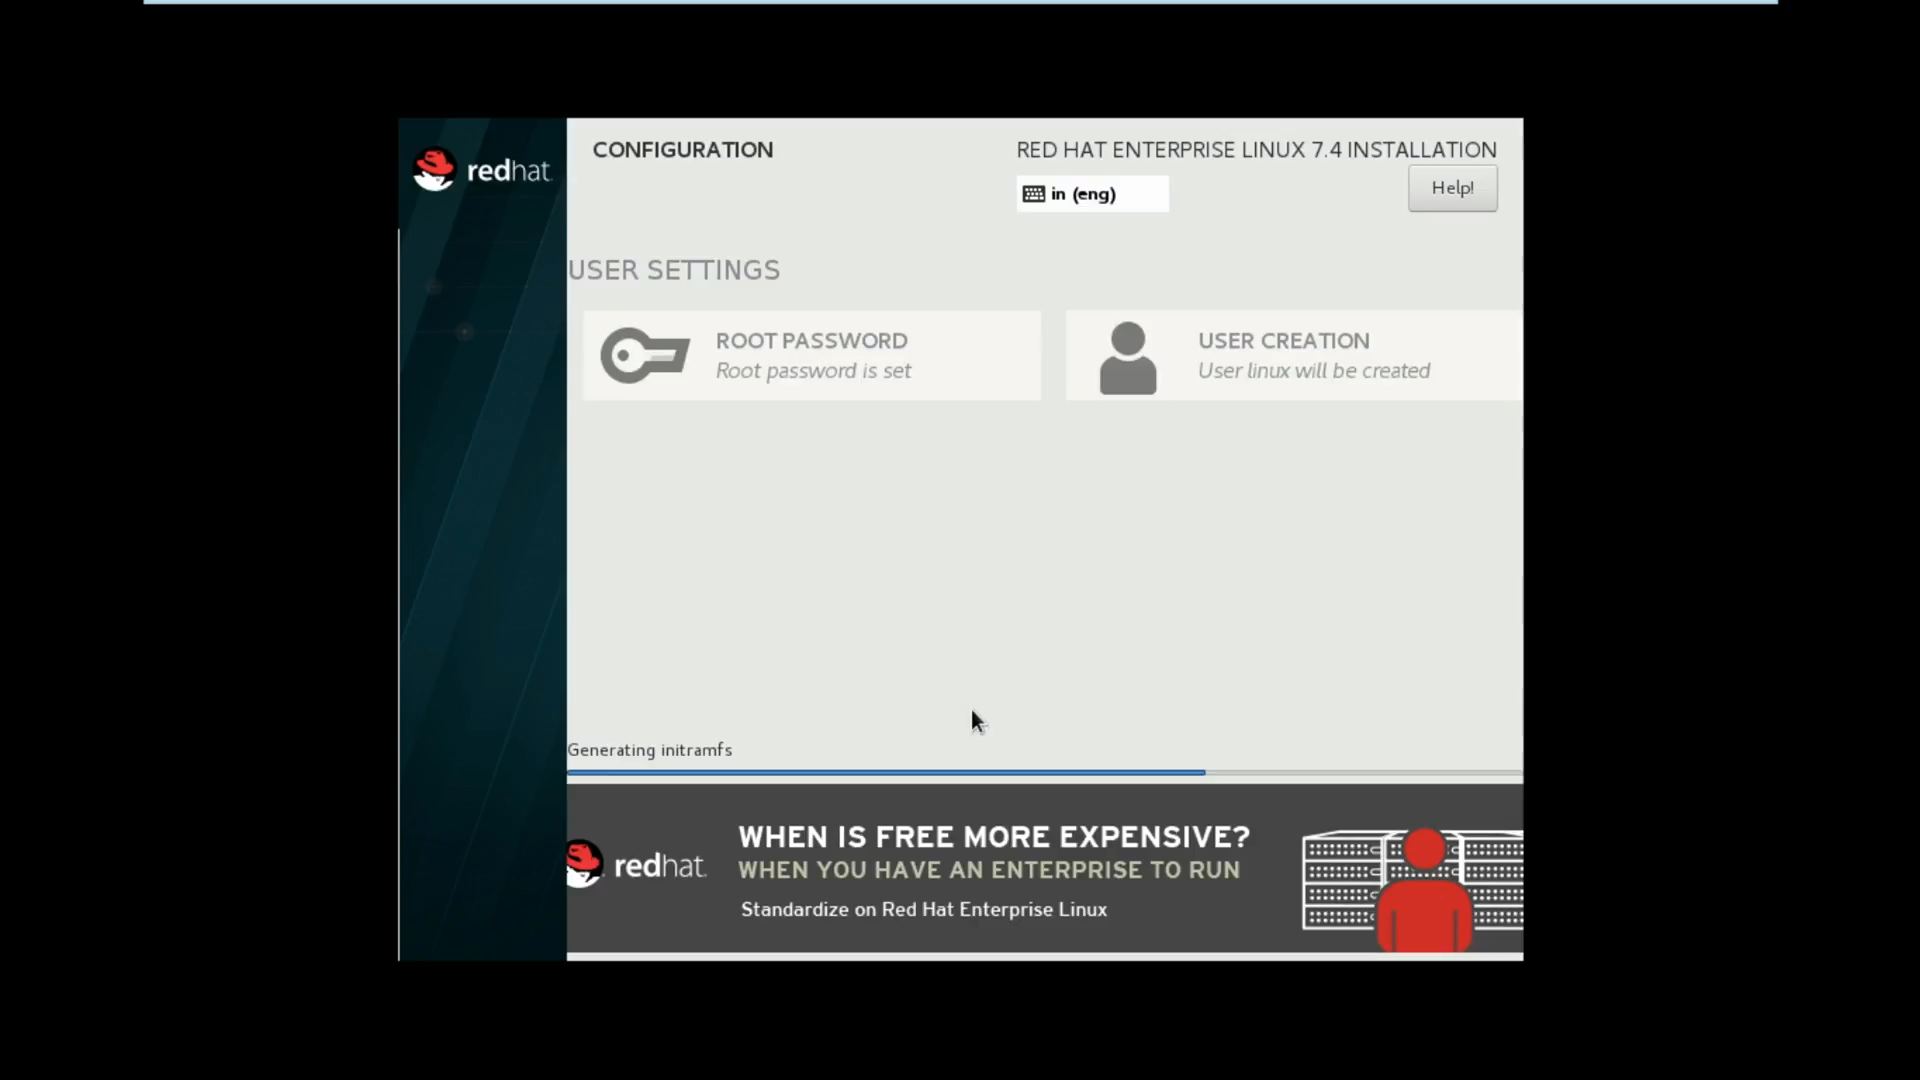 redhat.
CONFIGURATION
RED HAT ENTERPRISE LINUX 7.4 INSTALLATION
in (eng)
Help!
USER SETTINGS
ROOT PASSWORD
Root password is set
USER CREATION
User linux will be created
Generating initramfs
redhat.
WHEN IS FREE MORE EXPENSIVE?
WHEN YOU HAVE AN ENTERPRISE TO RUN
Standardize on Red Hat Enterprise Linux